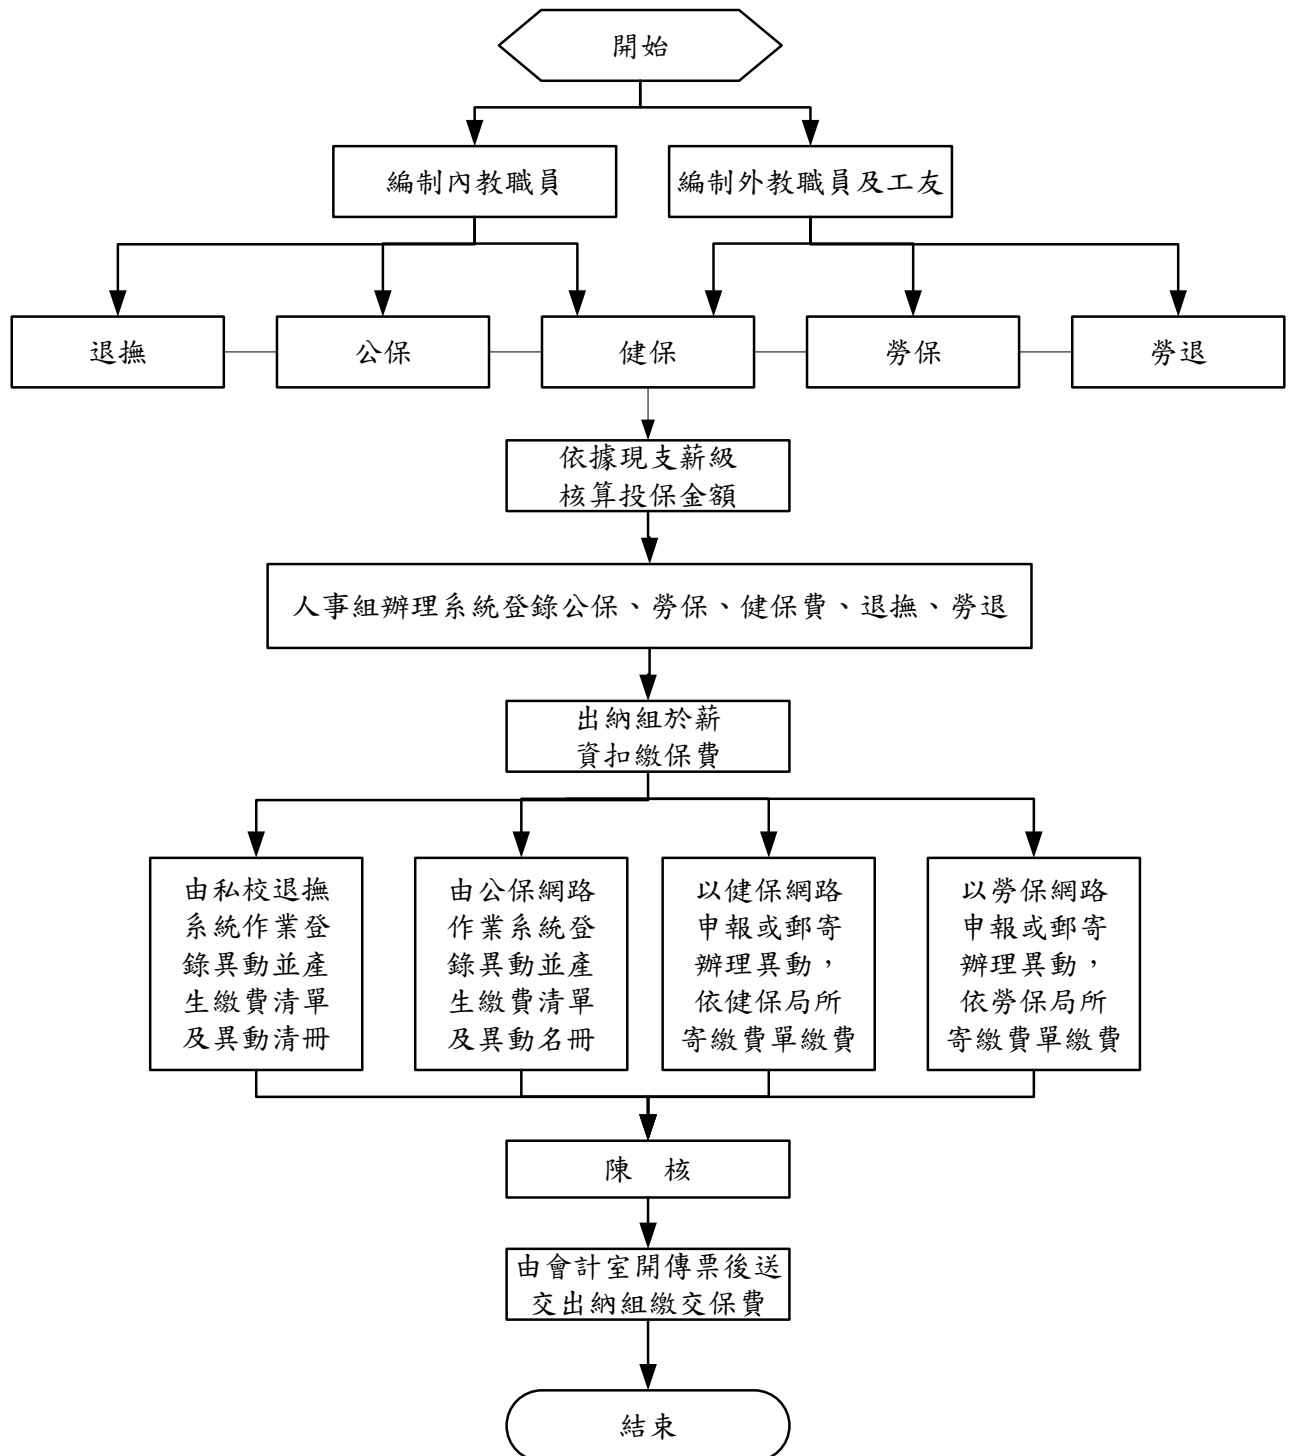 開始
編制內教職員
編制外教職員及工友
退撫
公保
健保
勞保
勞退
依據現支薪級
核算投保金額
人事組辦理系統登錄公保、勞保、健保費、退撫、勞退
出納組於薪
資扣繳保費
由私校退撫
系統作業登
錄異動並產
生繳費清單
及異動清冊
由公保網路
作業系統登
錄異動並產
生繳費清單
及異動名冊
以健保網路
申報或郵寄
辦理異動，
依健保局所
寄繳費單繳費
以勞保網路
申報或郵寄
辦理異動，
依勞保局所
寄繳費單繳費
陳　核
由會計室開傳票後送
交出納組繳交保費
結束